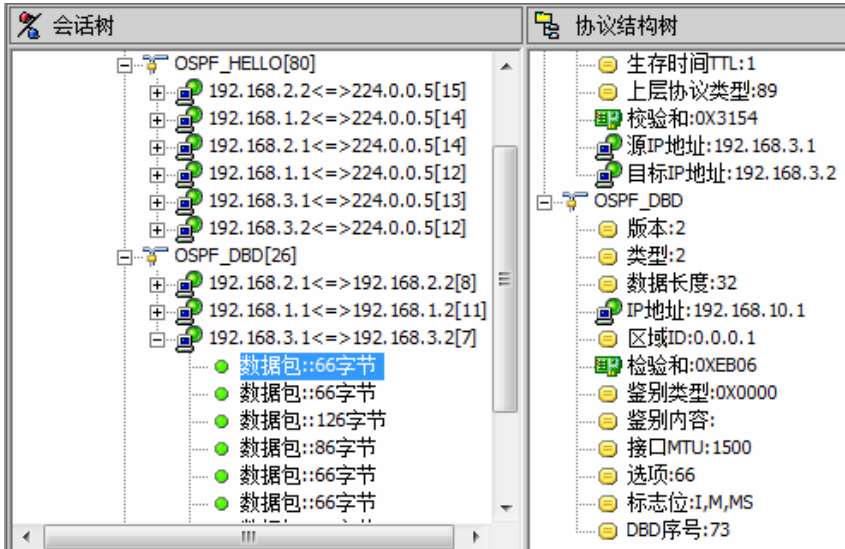 会话树
OSPF_HELLO[80]
192.168.2.2<=>224.0.0.5[15]
192.168.1.2<=>224.0.0.5[14]
192.168.2.1<=>224.0.0.5[14]
192.168.1.1<=>224.0.0.5[12]
192.168.3.1<=>224.0.0.5[13]
192.168.3.2<=>224.0.0.5[12]
OSPF_DBD[26]
192.168.2.1<=>192.168.2.2[8]
192.168.1.1<=>192.168.1.2[11]
192.168.3.1<=>192.168.3.2[7]
数据包::66字节
数据包::66字节
数据包::126字节
数据包::86字节
数据包::66字节
数据包::66字节
协议结构树
生存时间TTL:1
上层协议类型:89
校验和:0X3154
源IP地址:192.168.3.1
目标IP地址:192.168.3.2
OSPF_DBD
版本:2
类型:2
数据长度:32
IP地址:192.168.10.1
区域ID:0.0.0.1
检验和:0XEB06
鉴别类型:0X0000
鉴别内容:
接口MTU:1500
选项:66
标志位:I,M,MS
DBD序号:73